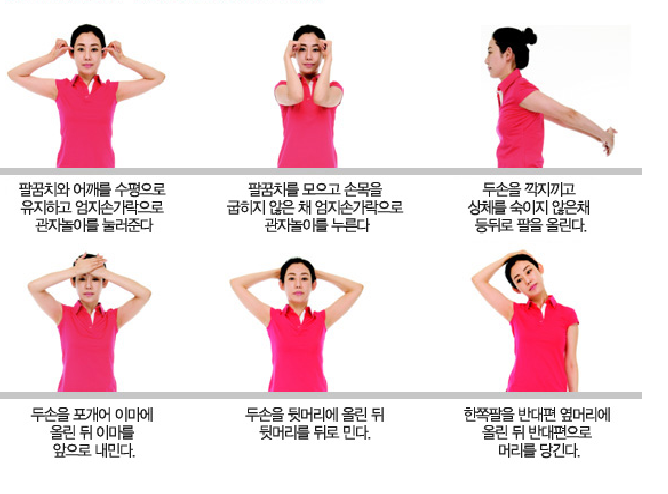 팔꿈치와 어깨를 수평으로
유지하고 엄지손가락으로
관자놀이를 눌러준다
팔꿈치를 모으고 손목을
굽히지 않은 채 엄지손가락으로
관자놀이를 누른다
두손을 깍지끼고
상체를 숙이지 않은채
등뒤로 팔을 올린다.
두손을 포개어 이마에
올린 뒤 이마를
앞으로 내민다.
두손을 뒷머리에 올린 뒤
뒷머리를 뒤로 민다.
한쪽팔을 반대편 옆머리에
올린 뒤 반대편으로
머리를 당긴다.